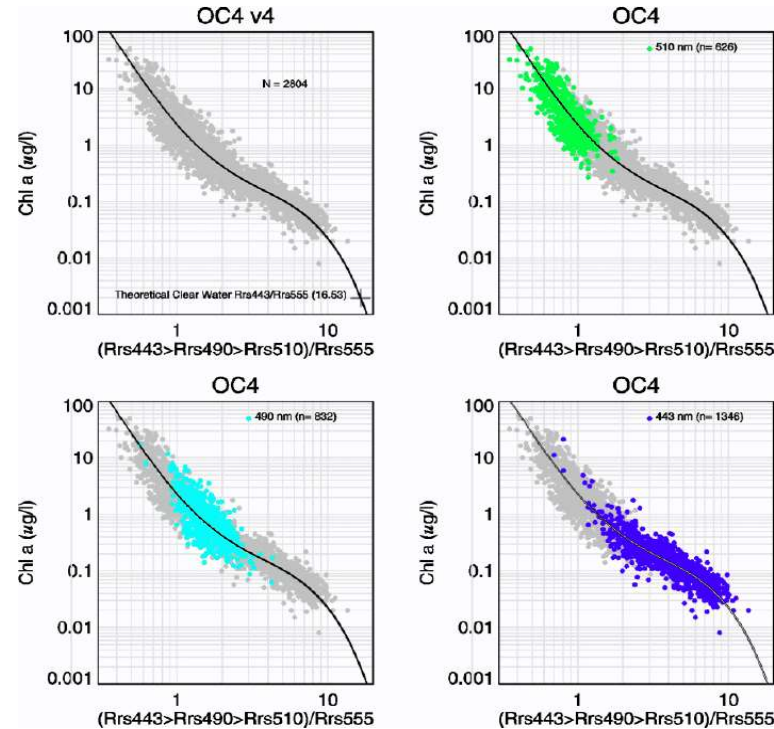 OC4 v4
100
10
1
0.1
0.01
0.001
Chl a (ug/l)
N = 2804
Theoretical Clear Water Rrs443/Rrs555 (16.53)
1 10
(Rrs443>Rrs490>Rrs510)/Rrs555
OC4
100
10
1
0.1
0.01
0.001
Chl a (ug/l)
510 nm (n= 626)
1 10
(Rrs443>Rrs490>Rrs510)/Rrs555
OC4
100
10
1
0.1
0.01
0.001
Chl a (ug/l)
490 nm (n= 832)
1 10
(Rrs443>Rrs490>Rrs510)/Rrs555
OC4
100
10
1
0.1
0.01
0.001
Chl a (ug/l)
443 nm (n= 1346)
1 10
(Rrs443>Rrs490>Rrs510)/Rrs555